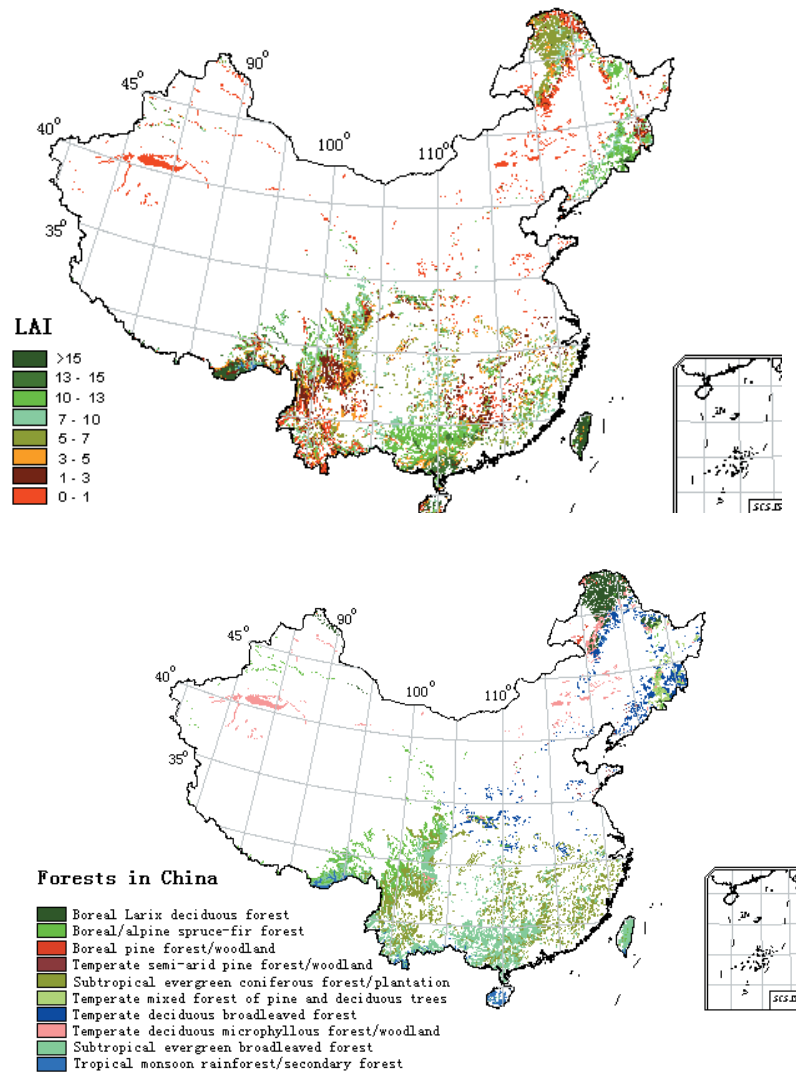 90°
45°
40°
100°
110°
35°
LAI
>15
13 - 15
10 - 13
7 - 10
5 - 7
3 - 5
1 - 3
0 - 1
90°
45°
40°
100°
110°
35°
Forests in China
Boreal Larix deciduous forest
Boreal/alpine spruce-fir forest
Boreal pine forest/woodland
Temperate semi-arid pine forest/woodland
Subtropical evergreen coniferous forest/plantation
Temperate mixed forest of pine and deciduous trees
Temperate deciduous broadleaved forest
Temperate deciduous microphyllous forest/woodland
Subtropical evergreen broadleaved forest
Tropical monsoon rainforest/secondary forest